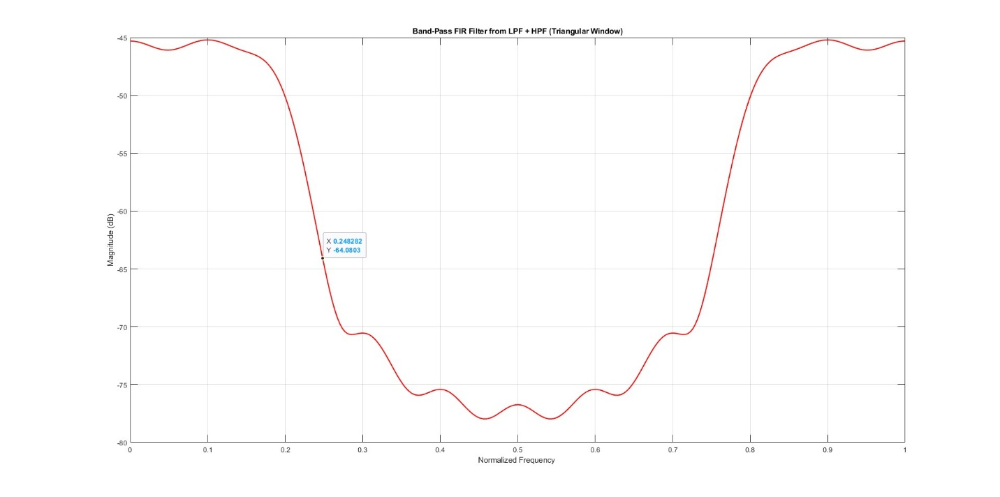 Band-Pass FIR Filter from LPF + HPF (Triangular Window)
-45
-50
-55
-60
-65
-70
-75
-80
Magnitude (dB)
X 0.248282
Y -64.0803
0 0.1 0.2 0.3 0.4 0.5 0.6 0.7 0.8 0.9 1
Normalized Frequency